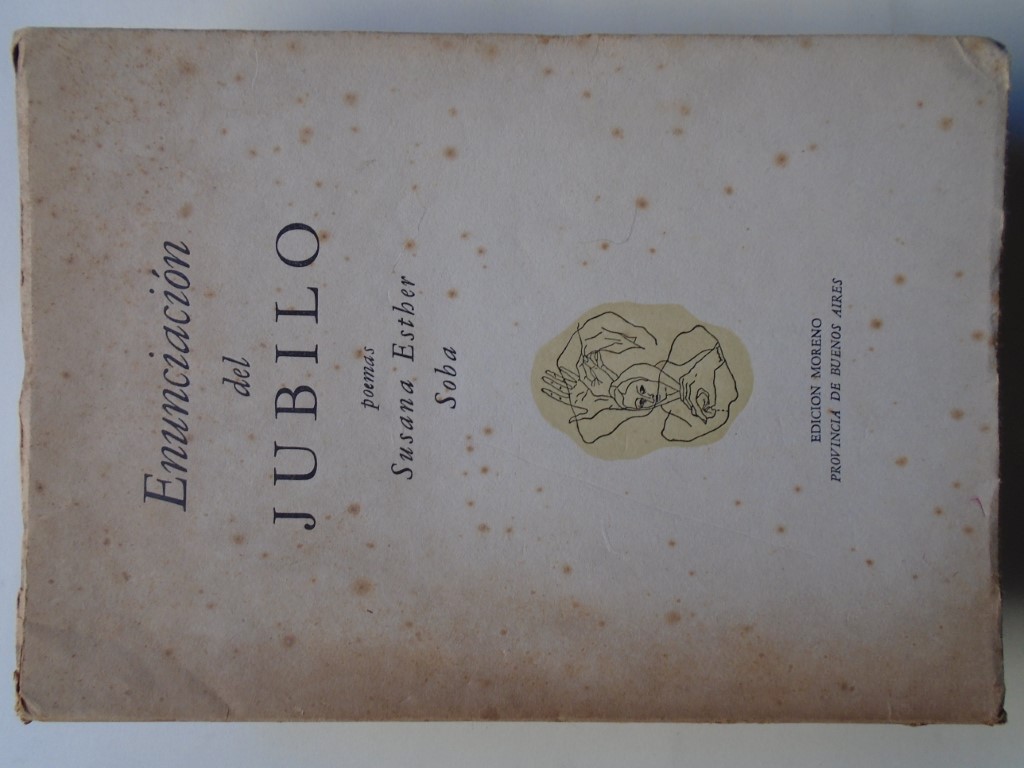 Enunciación
del
JUBILO
poemas
Susana Esther
Soba
EDICION MORENO
PROVINCIA DE BUENOS AIRES